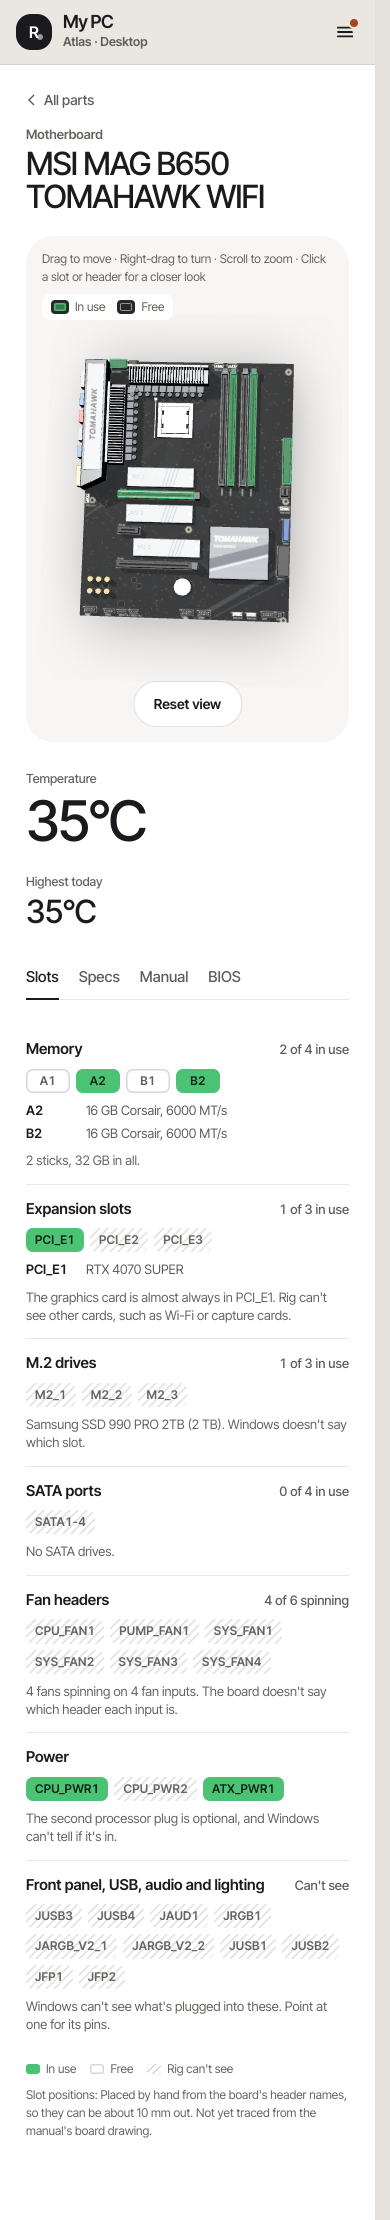 R
My PC
Atlas · Desktop
All parts
Motherboard
MSI MAG B650
TOMAHAWK WIFI
Drag to move · Right-drag to turn · Scroll to zoom · Click
a slot or header for a closer look
In use Free
TOMAHAWK
TOMAHAWK
Reset view
Temperature
35°C
Highest today
35°C
Slots Specs Manual BIOS
Memory 2 of 4 in use
A1 A2 B1 B2
A2 16 GB Corsair, 6000 MT/s
B2 16 GB Corsair, 6000 MT/s
2 sticks, 32 GB in all.
Expansion slots 1 of 3 in use
PCI_E1 PCI_E2 PCI_E3
PCI_E1 RTX 4070 SUPER
The graphics card is almost always in PCI_E1. Rig can't
see other cards, such as Wi-Fi or capture cards.
M.2 drives 1 of 3 in use
M2_1 M2_2 M2_3
Samsung SSD 990 PRO 2TB (2 TB). Windows doesn't say
which slot.
SATA ports 0 of 4 in use
SATA1-4
No SATA drives.
Fan headers 4 of 6 spinning
CPU_FAN1 PUMP_FAN1 SYS_FAN1
SYS_FAN2 SYS_FAN3 SYS_FAN4
4 fans spinning on 4 fan inputs. The board doesn't say
which header each input is.
Power
CPU_PWR1 CPU_PWR2 ATX_PWR1
The second processor plug is optional, and Windows
can't tell if it's in.
Front panel, USB, audio and lighting Can't see
JUSB3 JUSB4 JAUD1 JRGB1
JARGB_V2_1 JARGB_V2_2 JUSB1 JUSB2
JFP1 JFP2
Windows can't see what's plugged into these. Point at
one for its pins.
In use Free Rig can't see
Slot positions: Placed by hand from the board's header names,
so they can be about 10 mm out. Not yet traced from the
manual's board drawing.